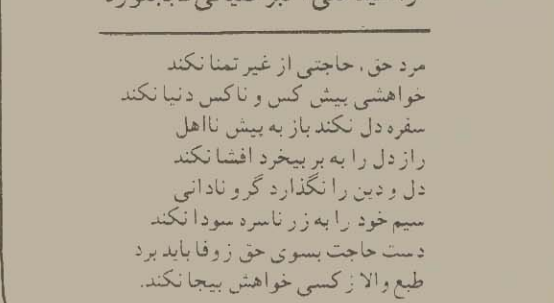 مرد حق، حاجتی از غیر تمنا نکند
خواهشی پیش کس و ناکس دنیا نکند
سفره دل نکند باز به پیش نااهل
راز دل را به بر بیخرد افشا نکند
دل و دین را نگذارد گرو نادانی
سیم خود را به زر ناسره سودا نکند
دست حاجت بسوی حق ز وفا باید برد
طبع والا ز کسی خواهش بیجا نکند.